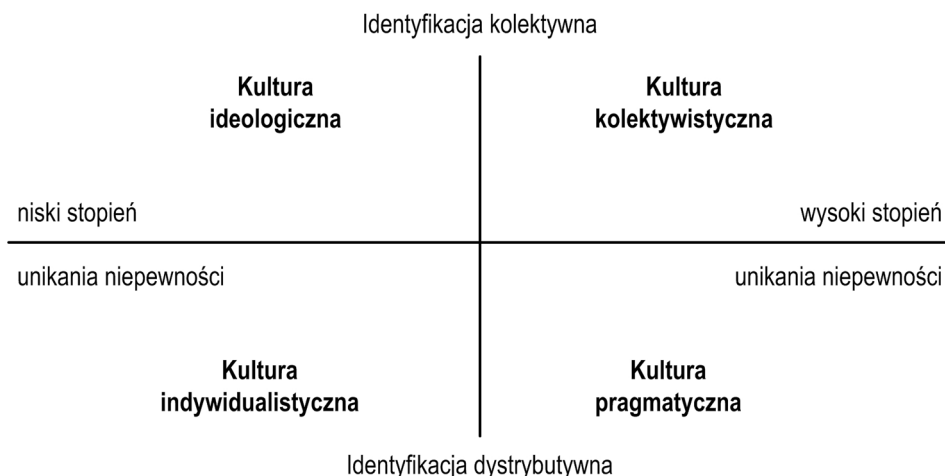 Identyfikacja kolektywna
Kultura
ideologiczna
Kultura
kolektywistyczna
niski stopień
wysoki stopień
unikania niepewności
unikania niepewności
Kultura
indywidualistyczna
Kultura
pragmatyczna
Identyfikacja dystrybutywna